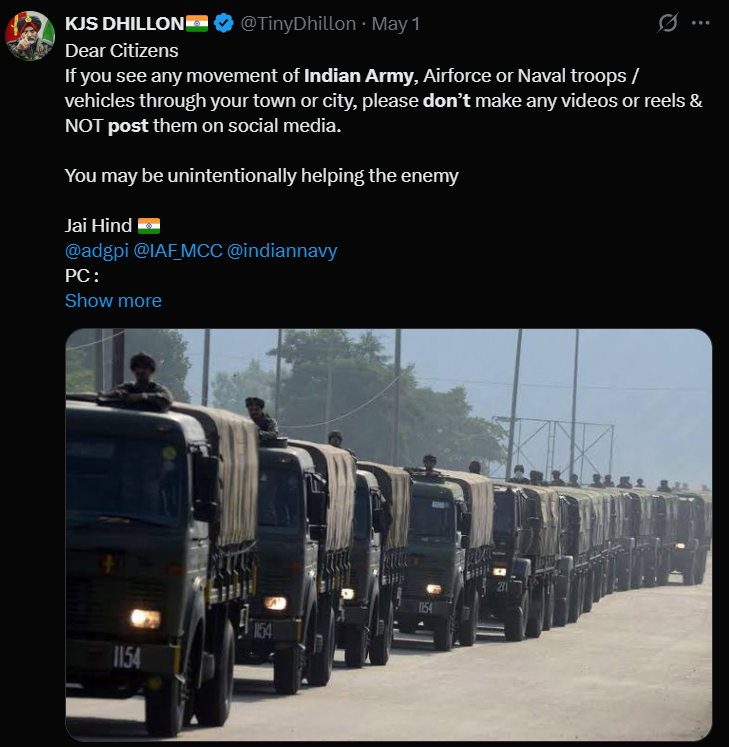 KJS DHILLON🇮🇳 @TinyDhillon · May 1
Dear Citizens
If you see any movement of Indian Army, Airforce or Naval troops /
vehicles through your town or city, please don't make any videos or reels &
NOT post them on social media.
You may be unintentionally helping the enemy
Jai Hind 🇮🇳
@adgpi @IAF_MCC @indiannavy
PC :
Show more
1154
1154
1154
271